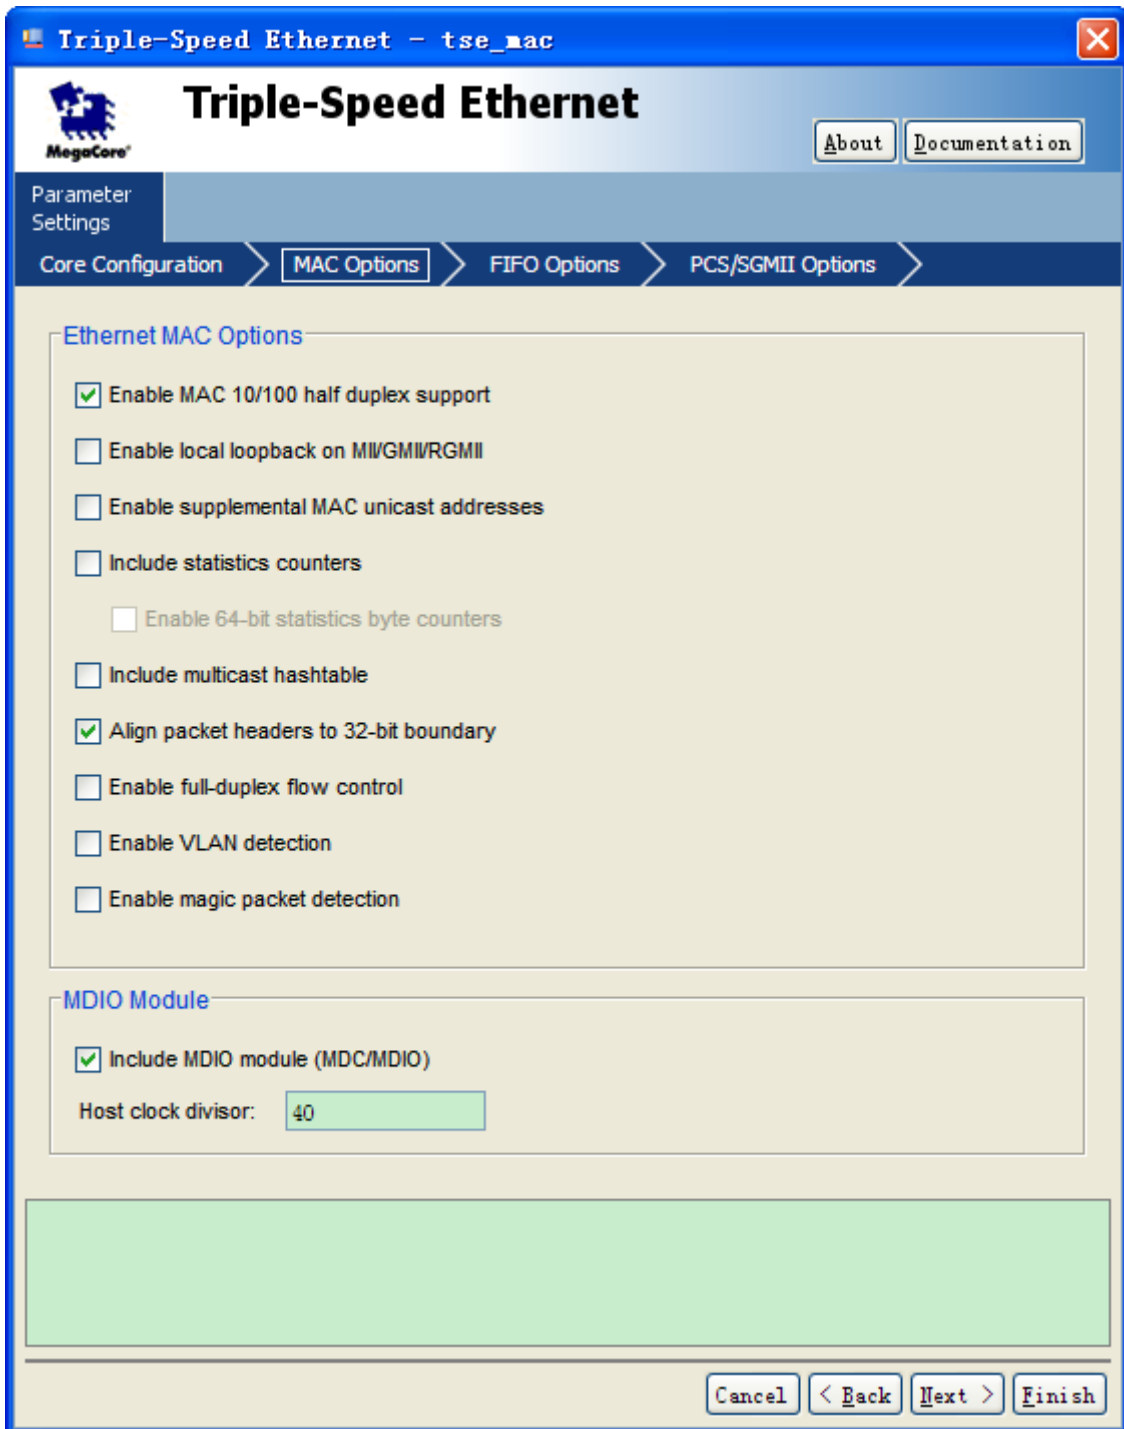 Triple-Speed Ethernet - tse_mac
Triple-Speed Ethernet
MegaCore®
About
Documentation
Parameter
Settings
Core Configuration
MAC Options
FIFO Options
PCS/SGMII Options
Ethernet MAC Options
Enable MAC 10/100 half duplex support
Enable local loopback on MII/GMII/RGMII
Enable supplemental MAC unicast addresses
Include statistics counters
Enable 64-bit statistics byte counters
Include multicast hashtable
Align packet headers to 32-bit boundary
Enable full-duplex flow control
Enable VLAN detection
Enable magic packet detection
MDIO Module
Include MDIO module (MDC/MDIO)
Host clock divisor: 40
Cancel
< Back
Next >
Finish